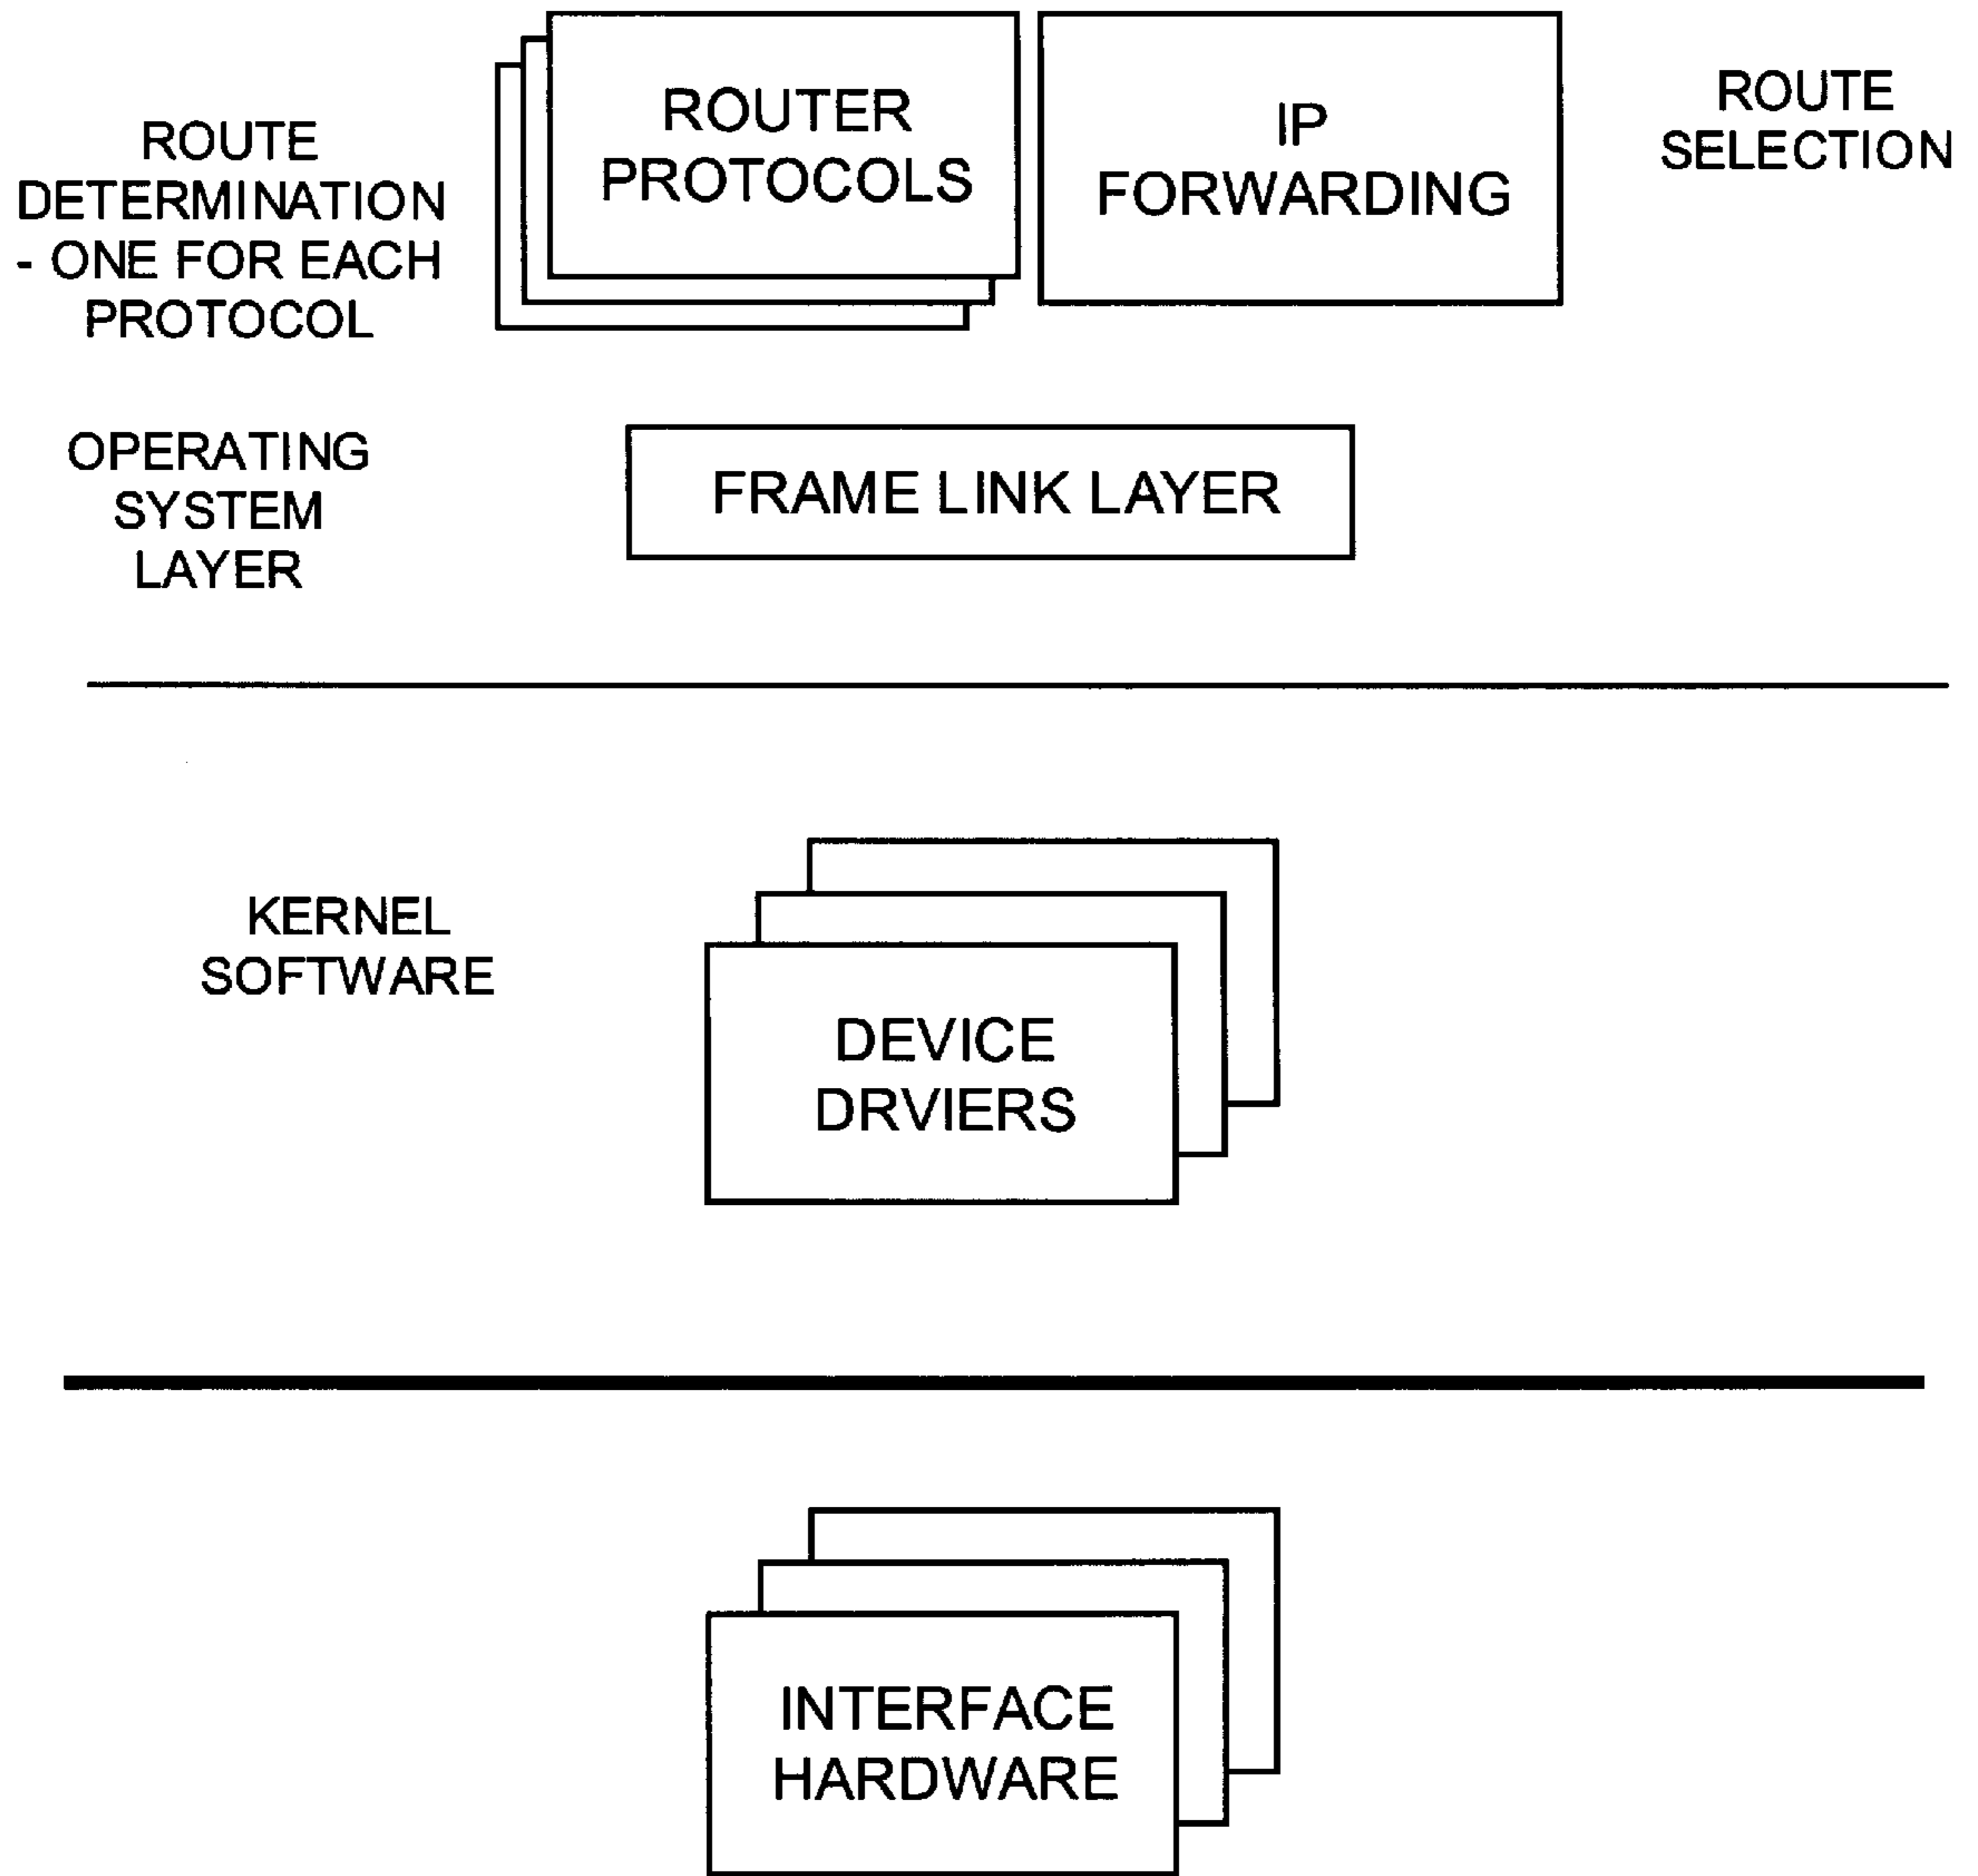 ROUTE
DETERMINATION
- ONE FOR EACH
PROTOCOL
ROUTER
PROTOCOLS
IP
FORWARDING
ROUTE
SELECTION
OPERATING
SYSTEM
LAYER
FRAME LINK LAYER
KERNEL
SOFTWARE
DEVICE
DRVIERS
INTERFACE
HARDWARE